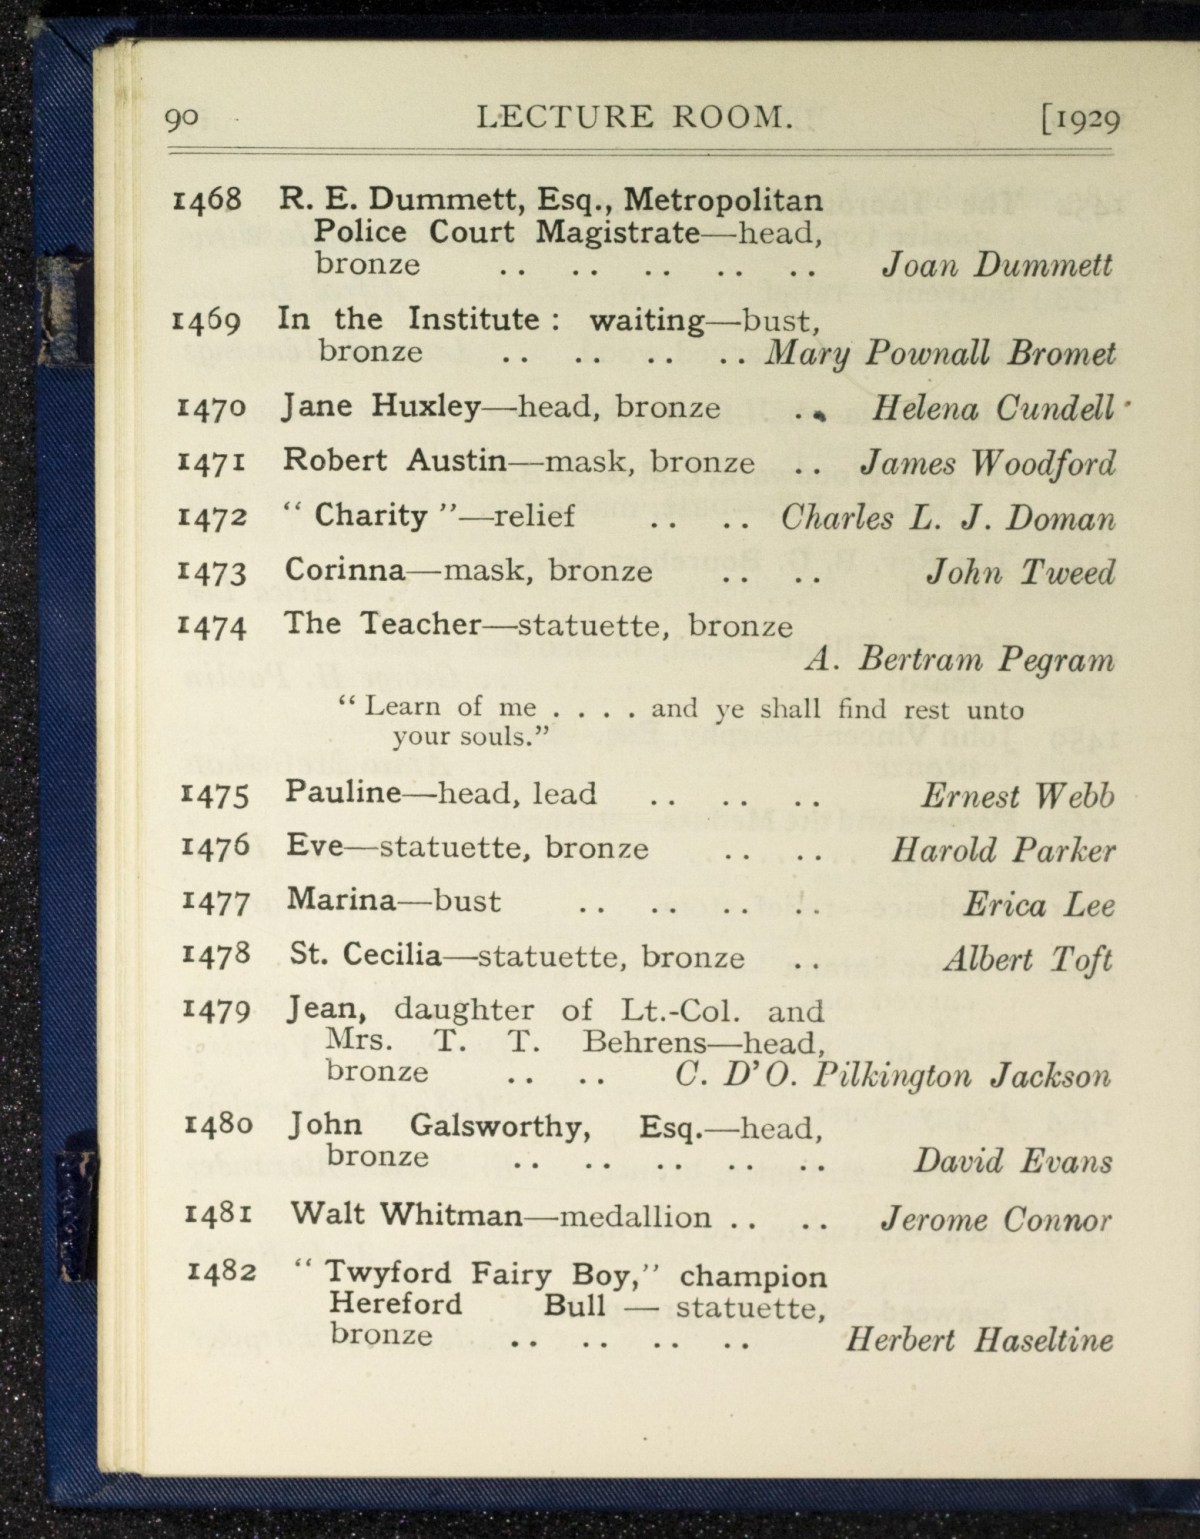 90 LECTURE ROOM. [1929
1468 R. E. Dummett, Esq., Metropolitan
Police Court Magistrate—head,
bronze .. .. .. .. .. Joan Dummett
1469 In the Institute : waiting—bust,
bronze .. .. .. .. Mary Pownall Bromet
1470 Jane Huxley—head, bronze .. Helena Cundell
1471 Robert Austin—mask, bronze .. James Woodford
1472 “ Charity ”—relief .. .. Charles L. J. Doman
1473 Corinna—mask, bronze .. .. John Tweed
1474 The Teacher—statuette, bronze
A. Bertram Pegram
“ Learn of me . . . . and ye shall find rest unto
your souls.”
1475 Pauline—head, lead .. .. .. Ernest Webb
1476 Eve—statuette, bronze .. .. Harold Parker
1477 Marina—bust .. .. .. .. Erica Lee
1478 St. Cecilia—statuette, bronze .. Albert Toft
1479 Jean, daughter of Lt.-Col. and
Mrs. T. T. Behrens—head,
bronze .. .. C. D’O. Pilkington Jackson
1480 John Galsworthy, Esq.—head,
bronze .. .. .. .. .. David Evans
1481 Walt Whitman—medallion .. .. Jerome Connor
1482 “ Twyford Fairy Boy,” champion
Hereford Bull — statuette,
bronze .. .. .. .. Herbert Haseltine